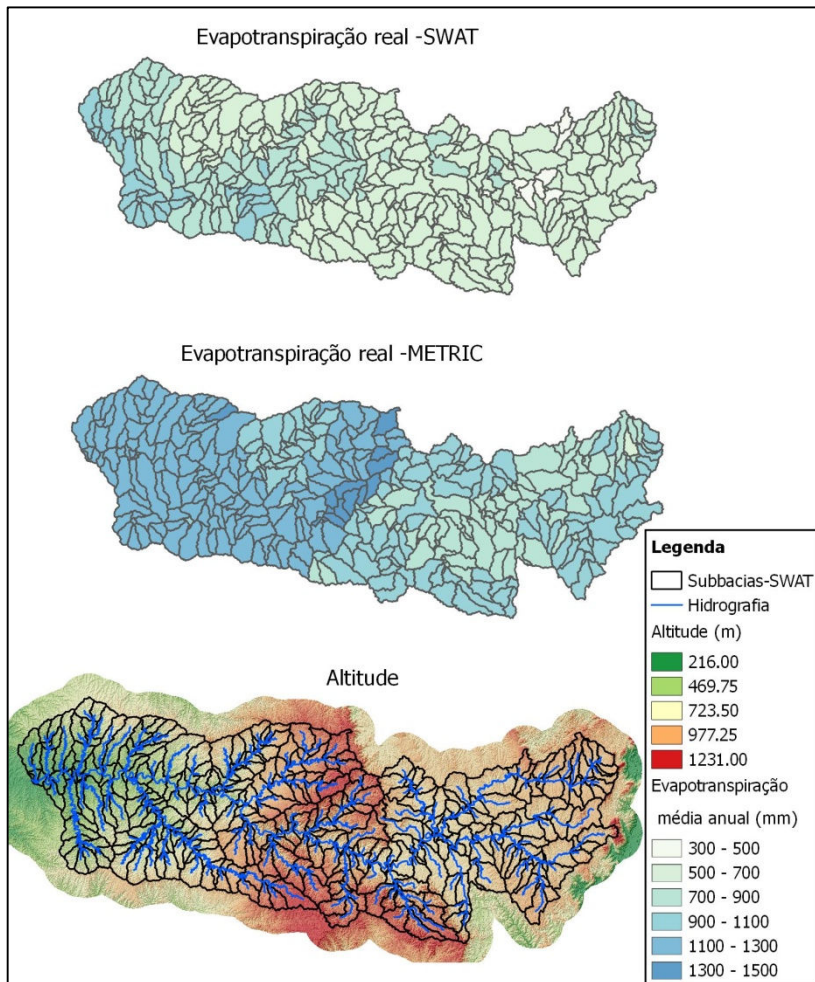 Evapotranspiração real -SWAT
Evapotranspiração real -METRIC
Altitude
Legenda
Subbacias-SWAT
Hidrografia
Altitude (m)
216.00
469.75
723.50
977.25
1231.00
Evapotranspiração
média anual (mm)
300 - 500
500 - 700
700 - 900
900 - 1100
1100 - 1300
1300 - 1500